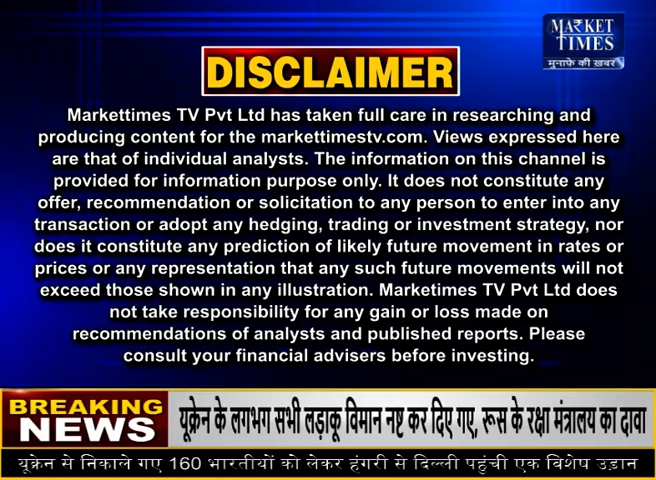 MARKET
TIMES
मुनाफे की ख़बर
DISCLAIMER
Markettimes TV Pvt Ltd has taken full care in researching and
producing content for the markettimestv.com. Views expressed here
are that of individual analysts. The information on this channel is
provided for information purpose only. It does not constitute any
offer, recommendation or solicitation to any person to enter into any
transaction or adopt any hedging, trading or investment strategy, nor
does it constitute any prediction of likely future movement in rates or
prices or any representation that any such future movements will not
exceed those shown in any illustration. Marketimes TV Pvt Ltd does
not take responsibility for any gain or loss made on
recommendations of analysts and published reports. Please
consult your financial advisers before investing.
BREAKING
NEWS
यूक्रेन के लगभग सभी लड़ाकू विमान नष्ट कर दिए गए, रूस के रक्षा मंत्रालय का दावा
यूक्रेन से निकाले गए 160 भारतीयों को लेकर हंगरी से दिल्ली पहुंची एक विशेष उड़ान